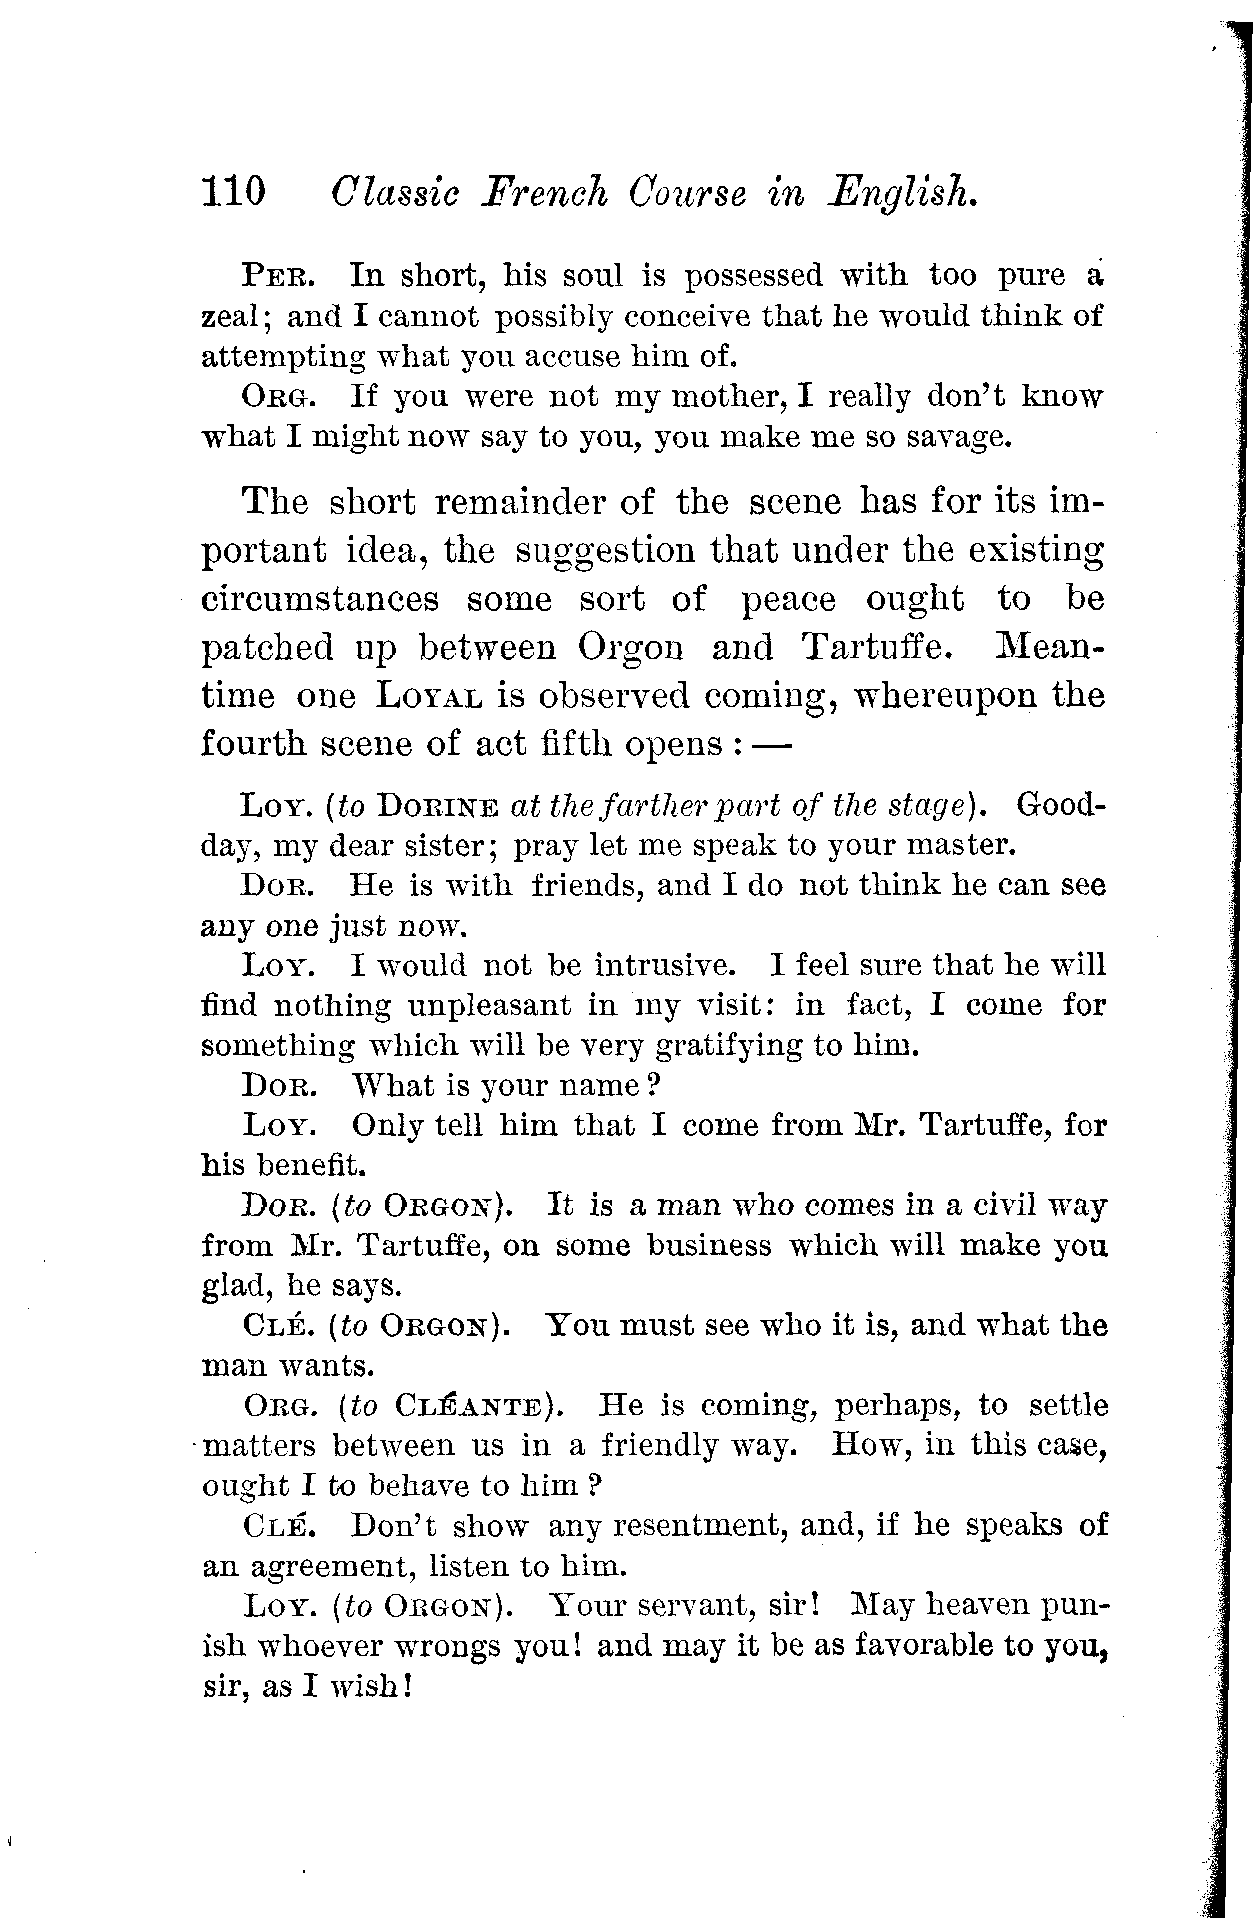 110 Classic French Course in English.
PER. In short, his soul is possessed with too pure a
zeal; and I cannot possibly conceive that he would think of
attempting what you accuse him of.
ORG. If you were not my mother, I really don't know
what I might now say to you, you make me so savage.
The short remainder of the scene has for its im-
portant idea, the suggestion that under the existing
circumstances some sort of peace ought to be
patched up between Orgon and Tartuffe. Mean-
time one LOYAL is observed coming, whereupon the
fourth scene of act fifth opens : —
LOY. (to DORINE at the farther part of the stage). Good-
day, my dear sister; pray let me speak to your master.
DOR. He is with friends, and I do not think he can see
any one just now.
LOY. I would not be intrusive. I feel sure that he will
find nothing unpleasant in my visit: in fact, I come for
something which will be very gratifying to him.
DOR. What is your name?
LOY. Only tell him that I come from Mr. Tartuffe, for
his benefit.
DOR. (to ORGON). It is a man who comes in a civil way
from Mr. Tartuffe, on some business which will make you
glad, he says.
CLÉ. (to ORGON). You must see who it is, and what the
man wants.
ORG. (to CLÉANTE). He is coming, perhaps, to settle
matters between us in a friendly way. How, in this case,
ought I to behave to him?
CLÉ. Don't show any resentment, and, if he speaks of
an agreement, listen to him.
LOY. (to ORGON). Your servant, sir! May heaven pun-
ish whoever wrongs you! and may it be as favorable to you,
sir, as I wish!